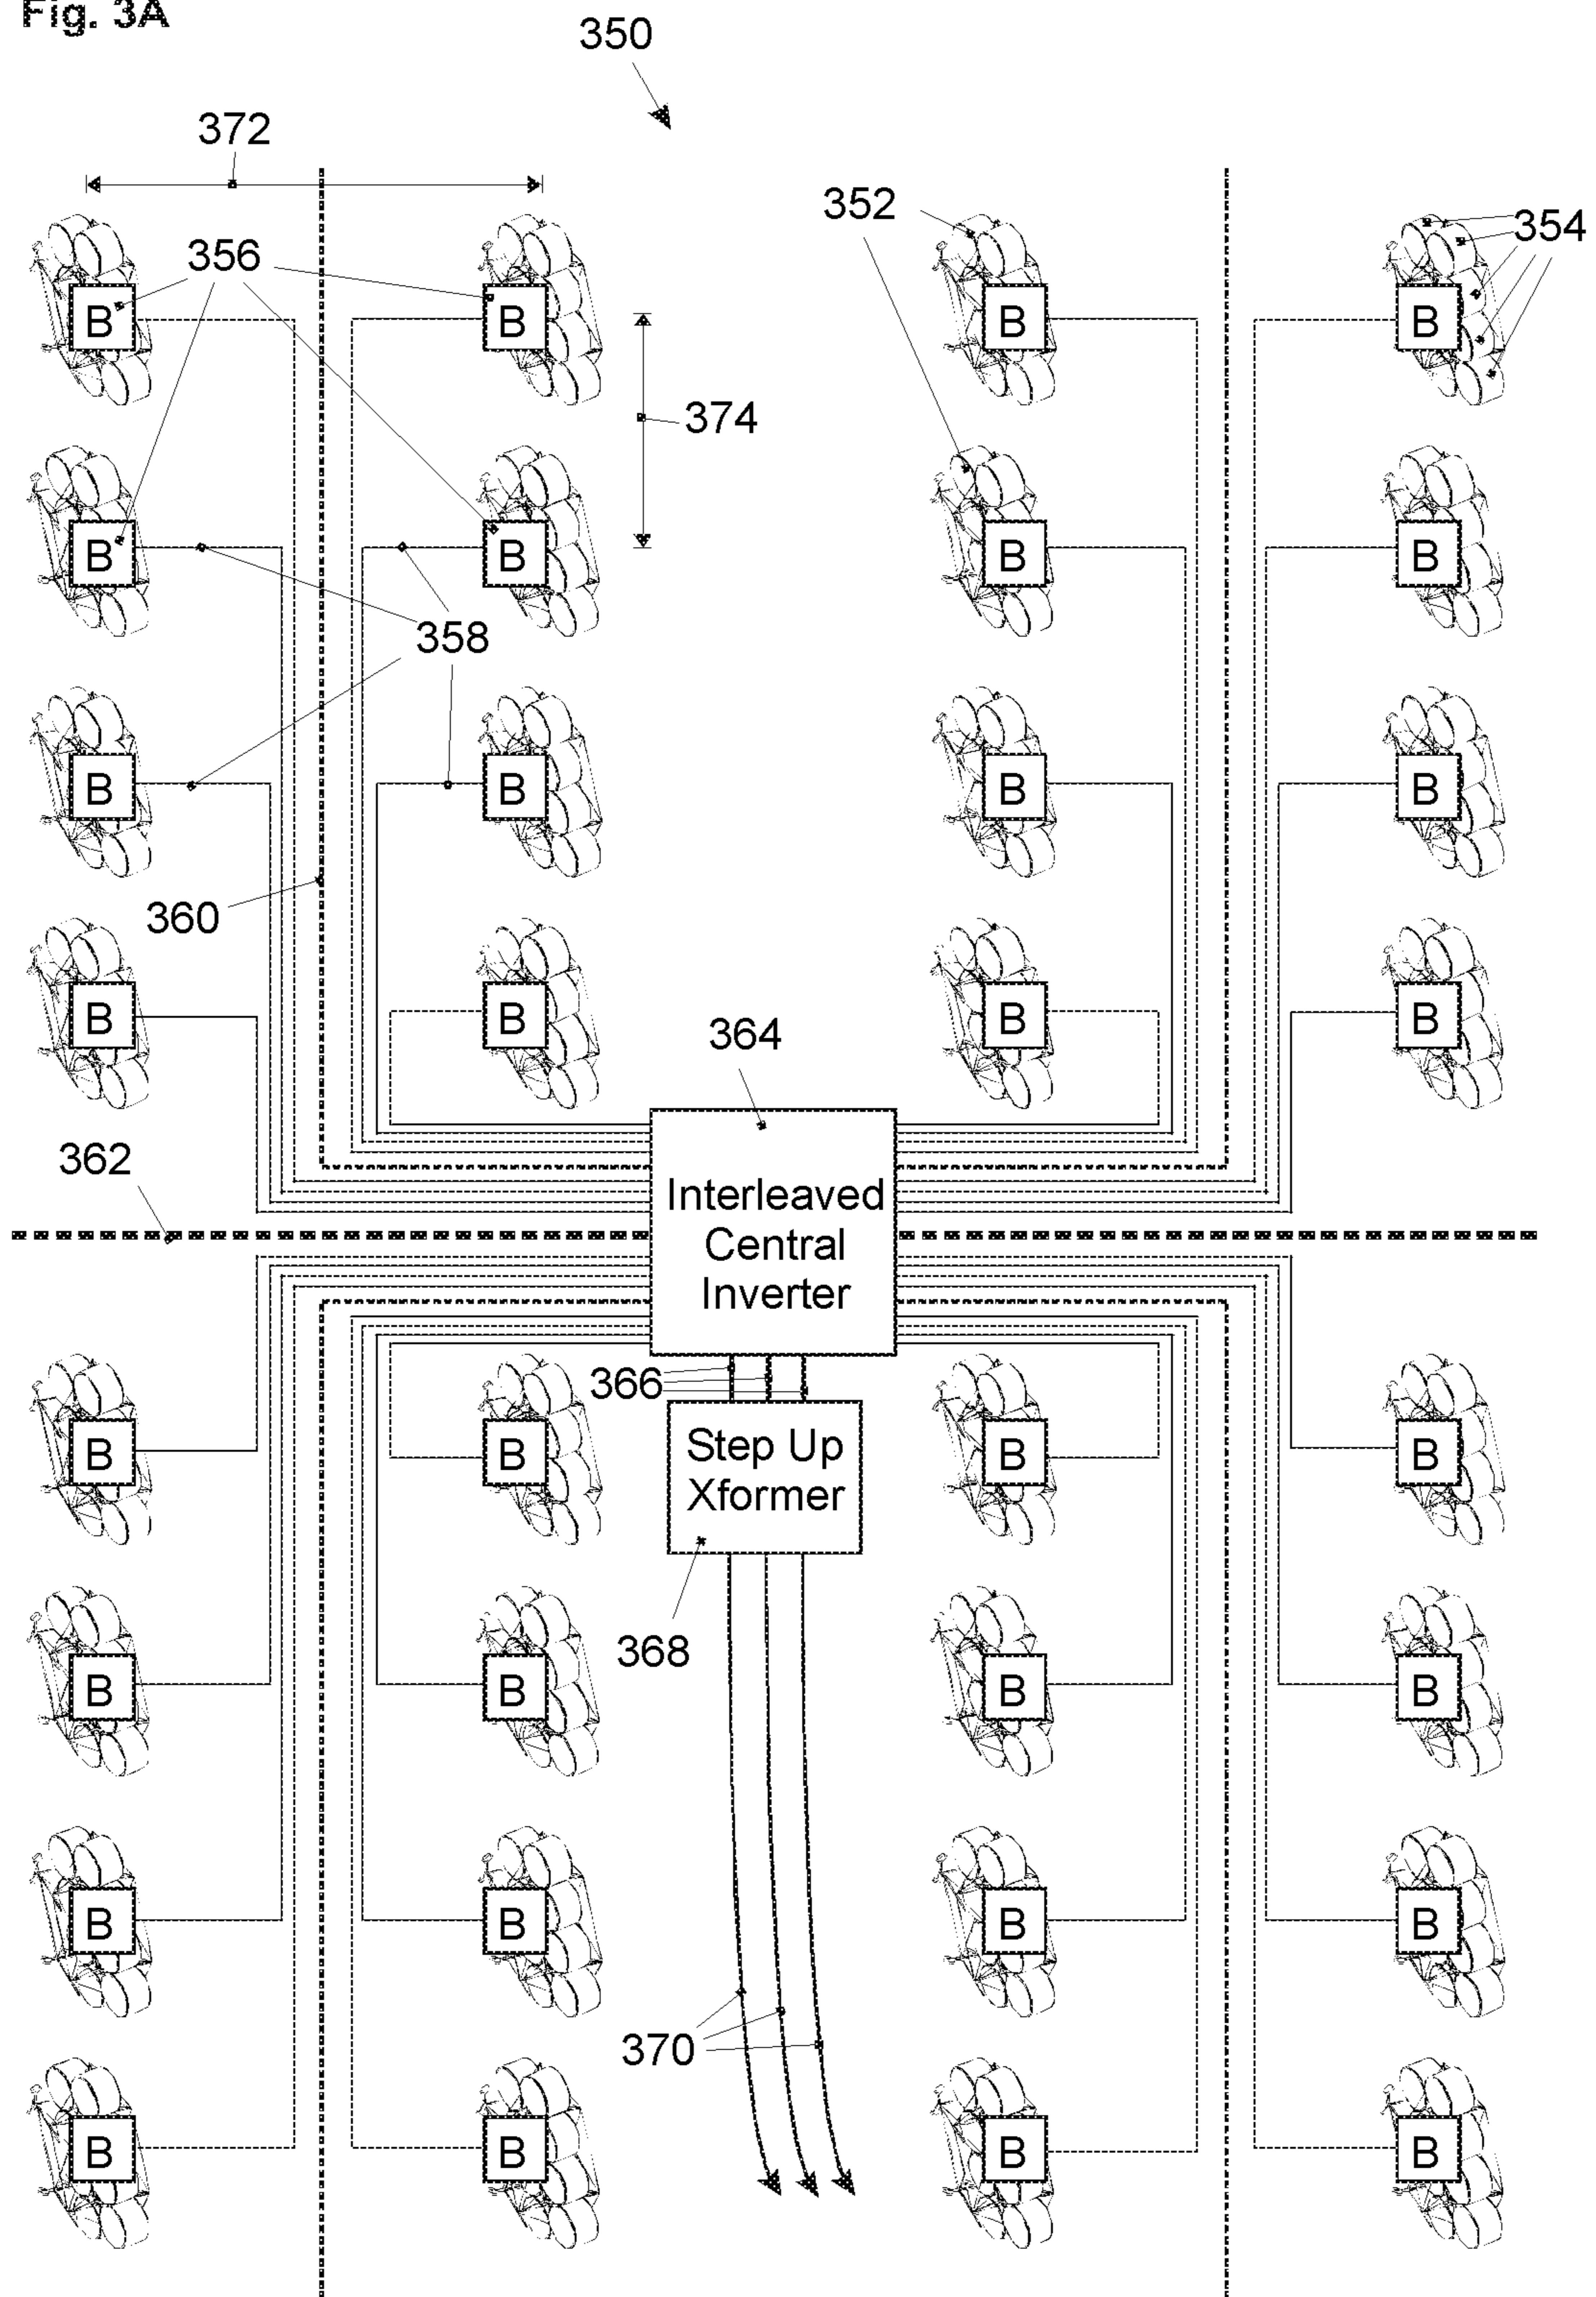 Fig. 3A
350
372
352
354
356
B B B B
374
B B B B
358
B B B B
360
B B B B
364
362
Interleaved
Central
Inverter
366
B B B B
Step Up
Xformer
368
B B B B
B B B B
370
B B B B